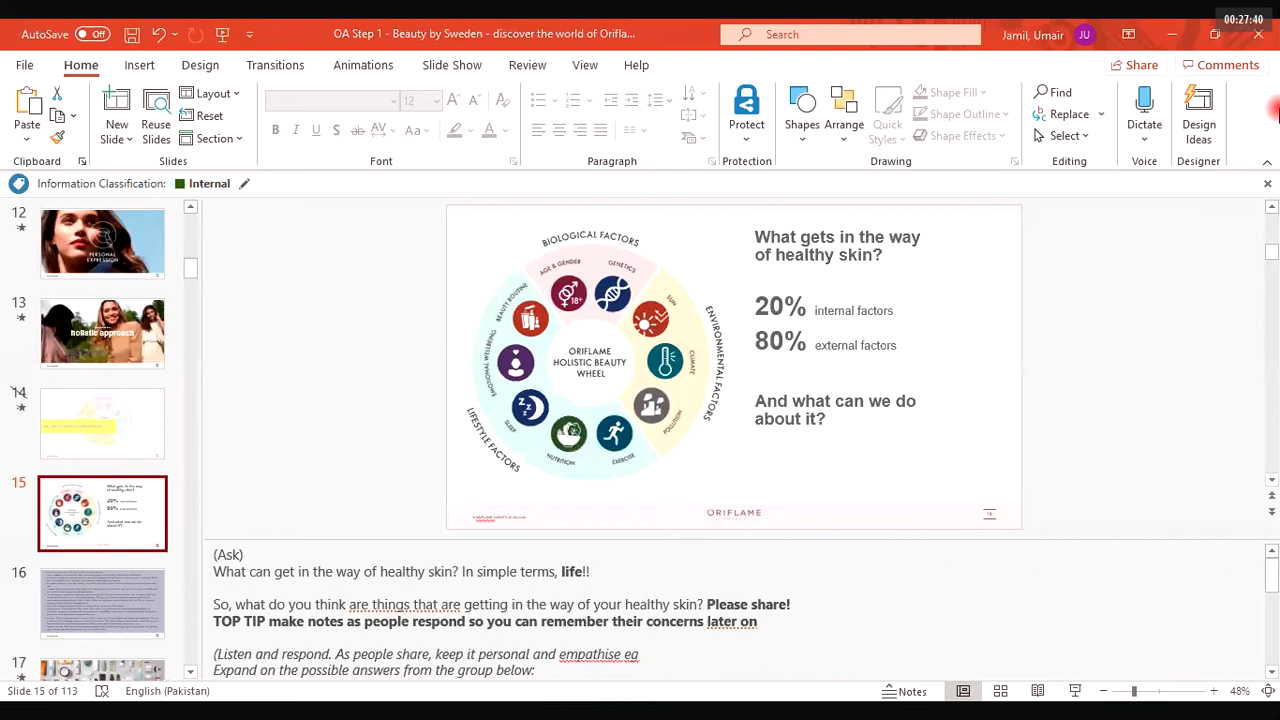 00:27:40
AutoSave Off
OA Step 1 - Beauty by Sweden - discover the world of Orifla...
Search
Jamil, Umair JU
File Home Insert Design Transitions Animations Slide Show Review View Help
Share Comments
Paste
New Slide
Reuse Slides
Layout
Reset
Section
12
Shapes
Arrange
Quick Styles
Shape Fill
Shape Outline
Shape Effects
Protect
Find
Replace
Select
Dictate
Design Ideas
Clipboard Slides Font Paragraph Protection Drawing Editing Voice Designer
Information Classification: Internal
12
PERSONAL EXPRESSION
13
holistic approach
14
15
16
17
BIOLOGICAL FACTORS
AGE & GENDER
GENETICS
18+
SUN
CLIMATE
POLLUTION
ENVIRONMENTAL FACTORS
EXERCISE
NUTRITION
SLEEP
EMOTIONAL WELLBEING
BEAUTY ROUTINE
LIFESTYLE FACTORS
ORIFLAME
HOLISTIC BEAUTY
WHEEL
What gets in the way
of healthy skin?
20% internal factors
80% external factors
And what can we do
about it?
ORIFLAME
(Ask)
What can get in the way of healthy skin? In simple terms, life!!
So, what do you think are things that are getting in the way of your healthy skin? Please share!
TOP TIP make notes as people respond so you can remember their concerns later on
(Listen and respond. As people share, keep it personal and empathise ea
Expand on the possible answers from the group below:
Slide 15 of 113 English (Pakistan) Notes 48%